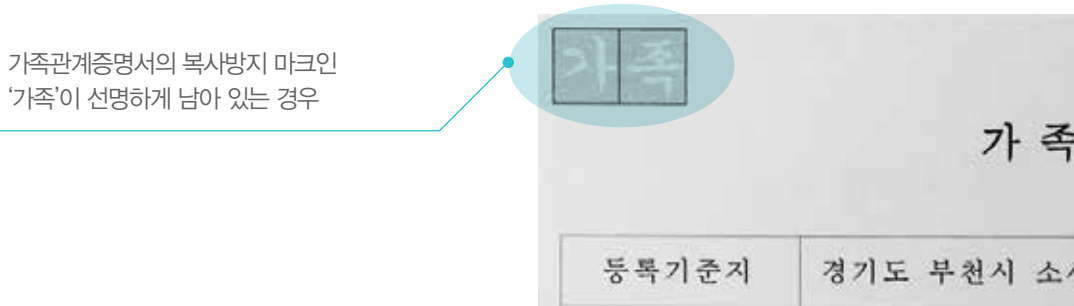 가족관계증명서의 복사방지 마크인
‘가족’이 선명하게 남아 있는 경우
가족
가 족
등록기준지 경기도 부천시